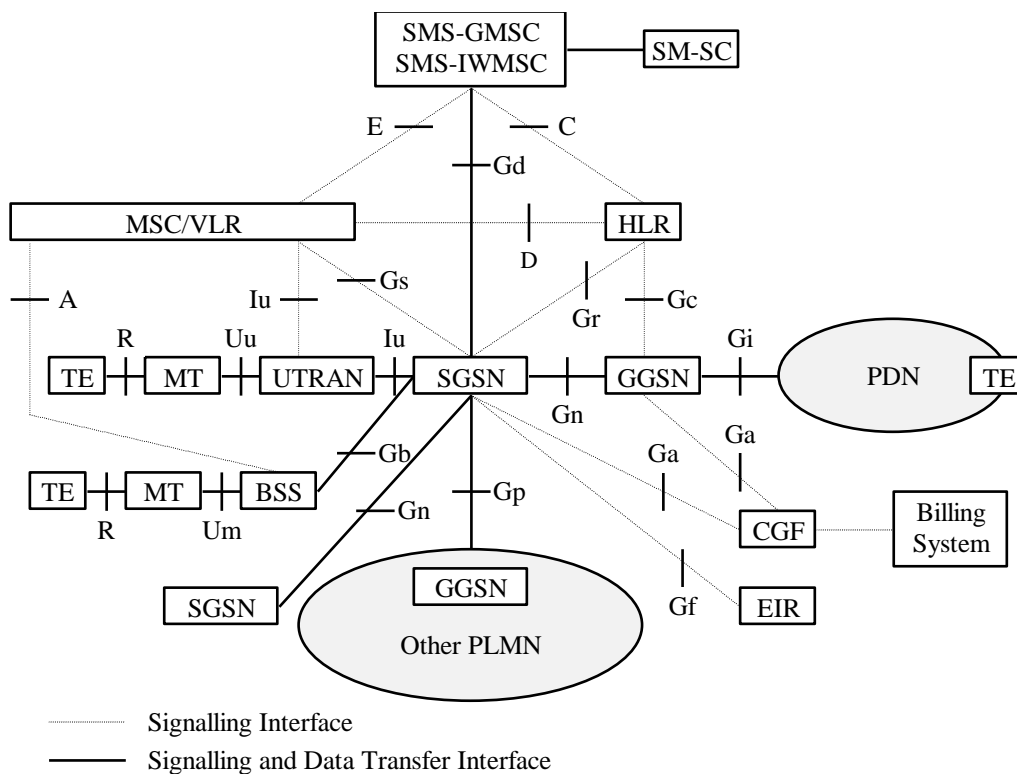 SMS-GMSC
SMS-IWMSC
SM-SC
E
C
Gd
MSC/VLR
HLR
D
A
Iu
Gs
Gr
Gc
R
Uu
Iu
Gi
TE
MT
UTRAN
SGSN
GGSN
PDN
TE
Gn
Gb
Ga
Ga
TE
MT
BSS
R
Um
Gn
Gp
CGF
Billing
System
SGSN
GGSN
Gf
EIR
Other PLMN
Signalling Interface
Signalling and Data Transfer Interface